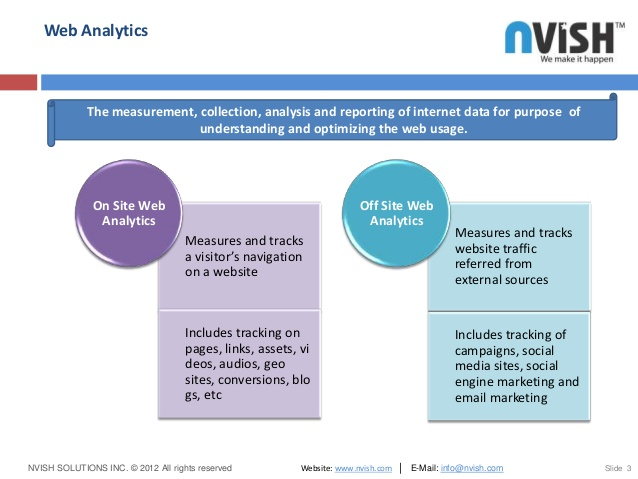 Web Analytics
nViSH™
We make it happen
The measurement, collection, analysis and reporting of internet data for purpose of
understanding and optimizing the web usage.
On Site Web
Analytics
Measures and tracks
a visitor's navigation
on a website
Includes tracking on
pages, links, assets, vi
deos, audios, geo
sites, conversions, blo
gs, etc
Off Site Web
Analytics
Measures and tracks
website traffic
referred from
external sources
Includes tracking of
campaigns, social
media sites, social
engine marketing and
email marketing
NVISH SOLUTIONS INC. © 2012 All rights reserved Website: www.nvish.com | E-Mail: info@nvish.com Slide 3